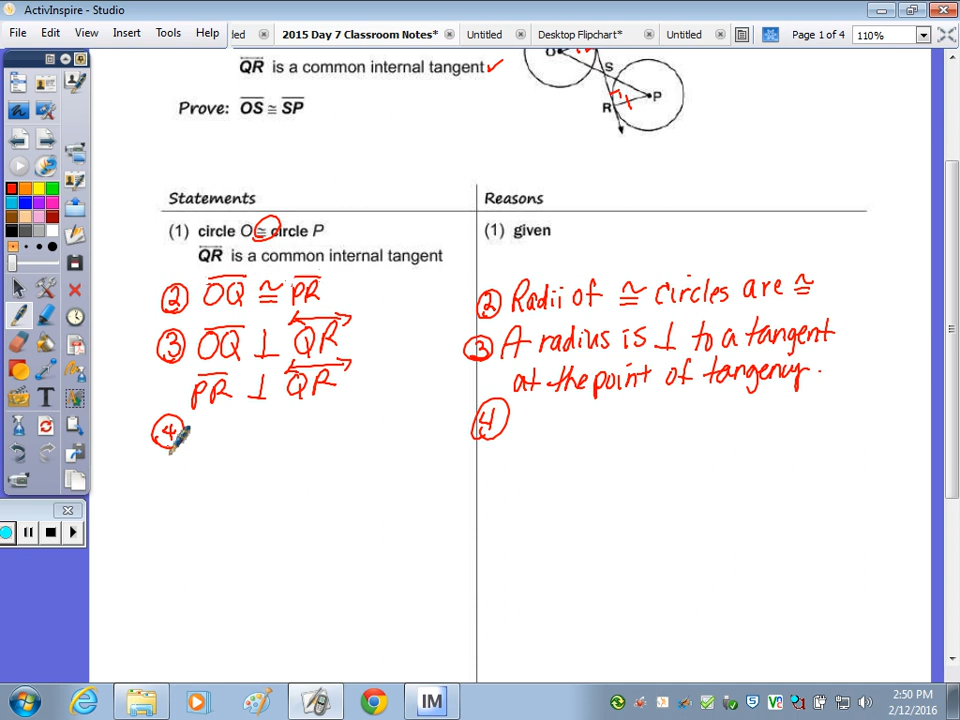 ActivInspire - Studio
File Edit View Insert Tools Help
led 2015 Day 7 Classroom Notes* Untitled Desktop Flipchart* Untitled Page 1 of 4 110%
QR is a common internal tangent ✓
Prove: OS ≅ SP
O
S
P
R
Statements
Reasons
(1) circle O ≅ circle P
(1) given
QR is a common internal tangent
② OQ ≅ PR
② Radii of ≅ circles are ≅
③ OQ ⊥ QR
③ A radius is ⊥ to a tangent
PR ⊥ QR
at the point of tangency.
④
④
T
IM
2:50 PM
2/12/2016